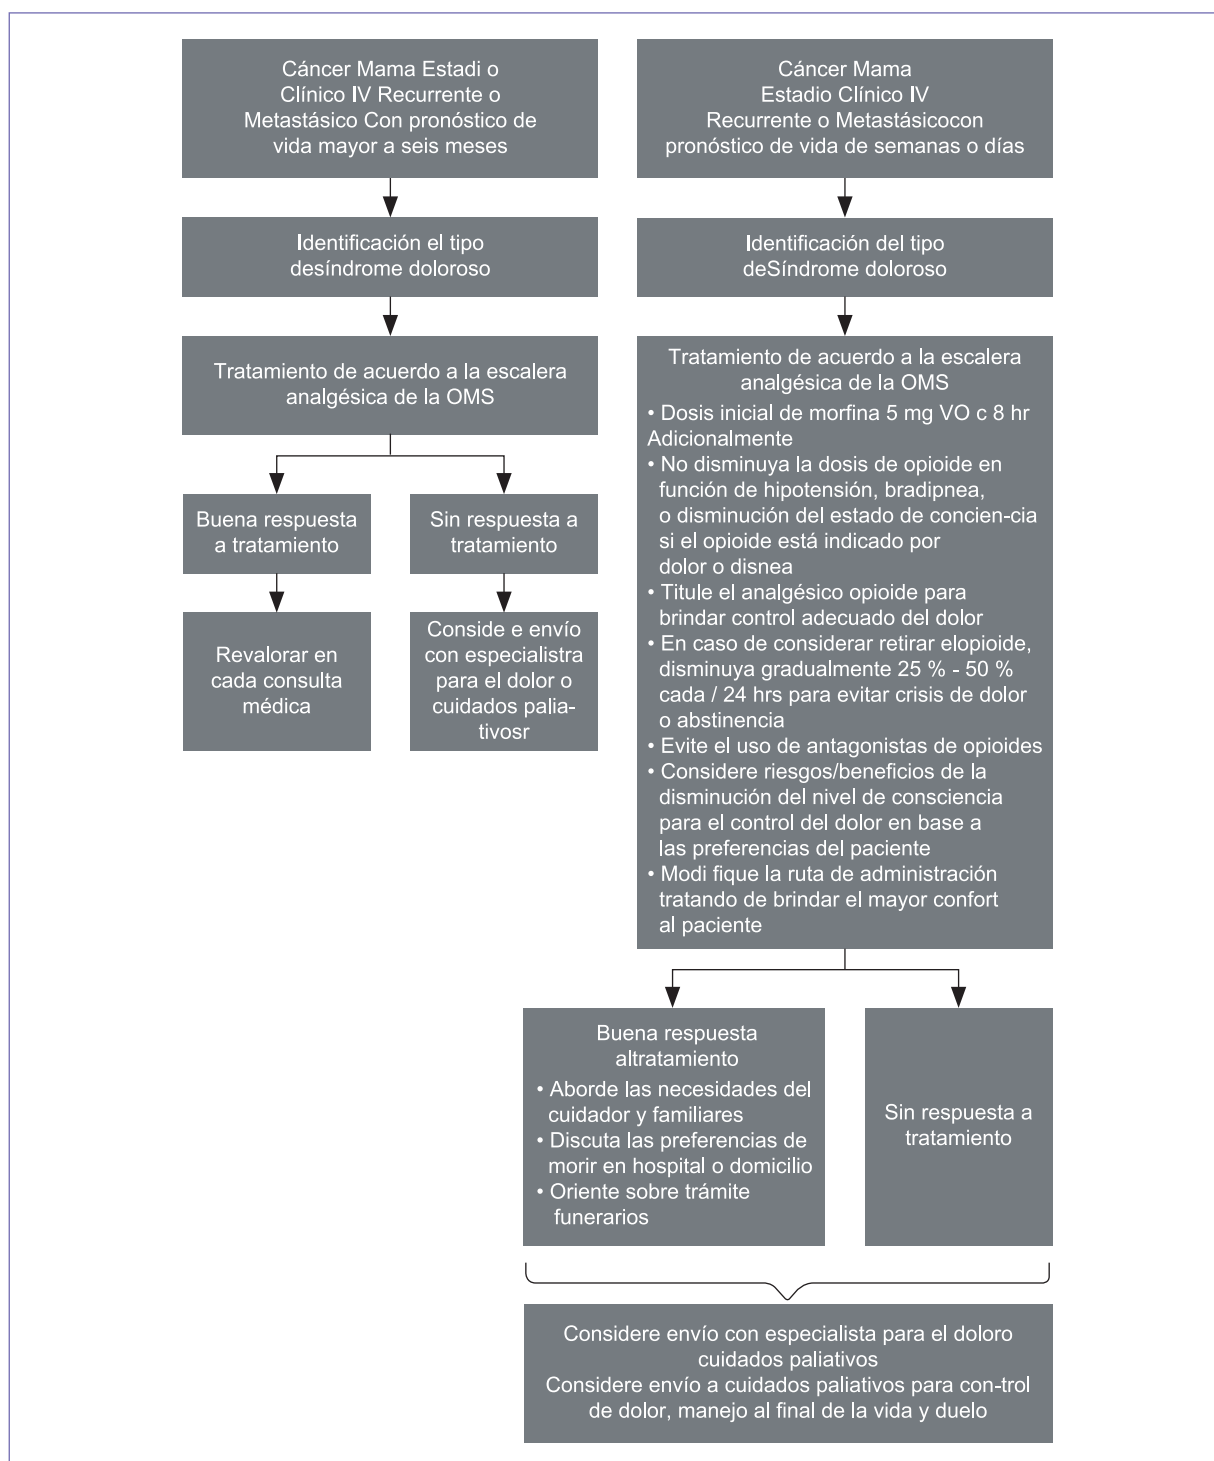 Cáncer Mama Estadi o
Clínico IV Recurrente o
Metastásico Con pronóstico de
vida mayor a seis meses
Identificación el tipo
desíndrome doloroso
Tratamiento de acuerdo a la escalera
analgésica de la OMS
Buena respuesta
a tratamiento
Sin respuesta a
tratamiento
Revalorar en
cada consulta
médica
Conside e envío
con especialistra
para el dolor o
cuidados palia-
tivosr
Cáncer Mama
Estadio Clínico IV
Recurrente o Metastásicocon
pronóstico de vida de semanas o días
Identificación del tipo
deSíndrome doloroso
Tratamiento de acuerdo a la escalera
analgésica de la OMS
• Dosis inicial de morfina 5 mg VO c 8 hr
Adicionalmente
• No disminuya la dosis de opioide en
función de hipotensión, bradipnea,
o disminución del estado de concien-cia
si el opioide está indicado por
dolor o disnea
• Titule el analgésico opioide para
brindar control adecuado del dolor
• En caso de considerar retirar elopioide,
disminuya gradualmente 25 % - 50 %
cada / 24 hrs para evitar crisis de dolor
o abstinencia
• Evite el uso de antagonistas de opioides
• Considere riesgos/beneficios de la
disminución del nivel de consciencia
para el control del dolor en base a
las preferencias del paciente
• Modi fique la ruta de administración
tratando de brindar el mayor confort
al paciente
Buena respuesta
altratamiento
• Aborde las necesidades del
cuidador y familiares
• Discuta las preferencias de
morir en hospital o domicilio
• Oriente sobre trámite
funerarios
Sin respuesta a
tratamiento
Considere envío con especialista para el doloro
cuidados paliativos
Considere envío a cuidados paliativos para con-trol
de dolor, manejo al final de la vida y duelo